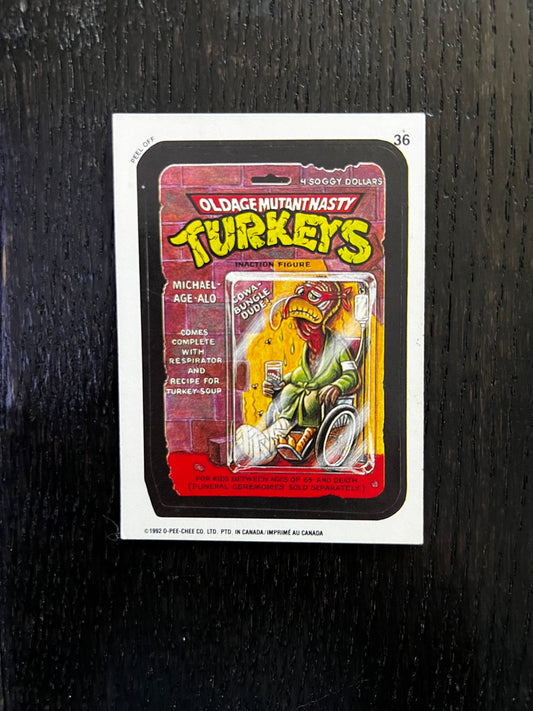 PEEL OFF
36
4 SOGGY DOLLARS
OLD AGE MUTANT NASTY
TURKEYS
INACTION FIGURE
MICHAEL-
AGE-ALO
COWA-
BUNGLE
DUDE!
COMES
COMPLETE
WITH
RESPIRATOR
AND
RECIPE FOR
TURKEY SOUP
FOR KIDS BETWEEN AGES OF 65 AND DEATH
(FUNERAL CEREMONIES SOLD SEPARATELY)
©1992 O-PEE-CHEE CO. LTD. PTD. IN CANADA/IMPRIMÉ AU CANADA